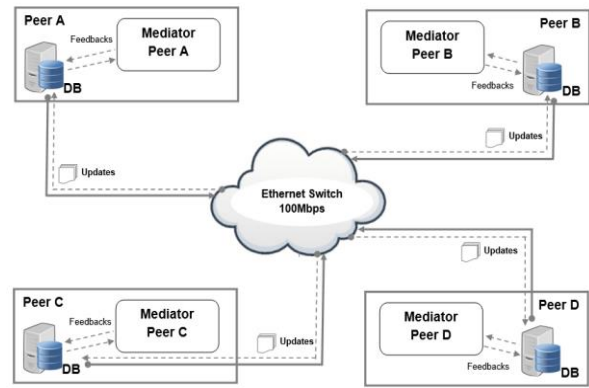 Peer A
Feedbacks
Mediator
Peer A
DB
Updates
Peer B
Mediator
Peer B
Feedbacks
DB
Updates
Ethernet Switch
100Mbps
Peer C
Feedbacks
Mediator
Peer C
DB
Updates
Updates
Peer D
Mediator
Peer D
Feedbacks
DB